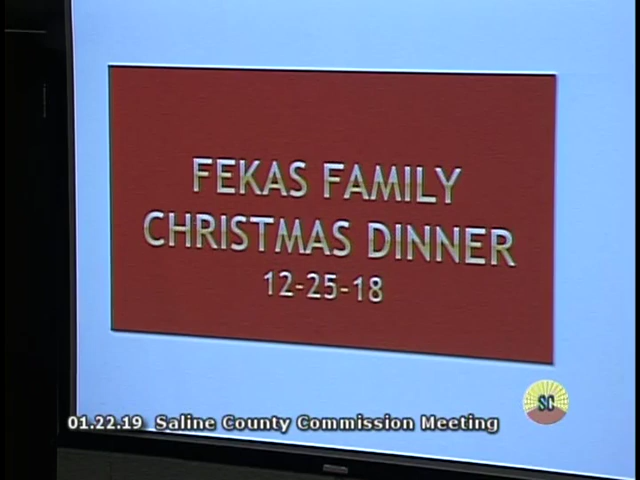 FEKAS FAMILY
CHRISTMAS DINNER
12-25-18
SC
01.22.19 Saline County Commission Meeting